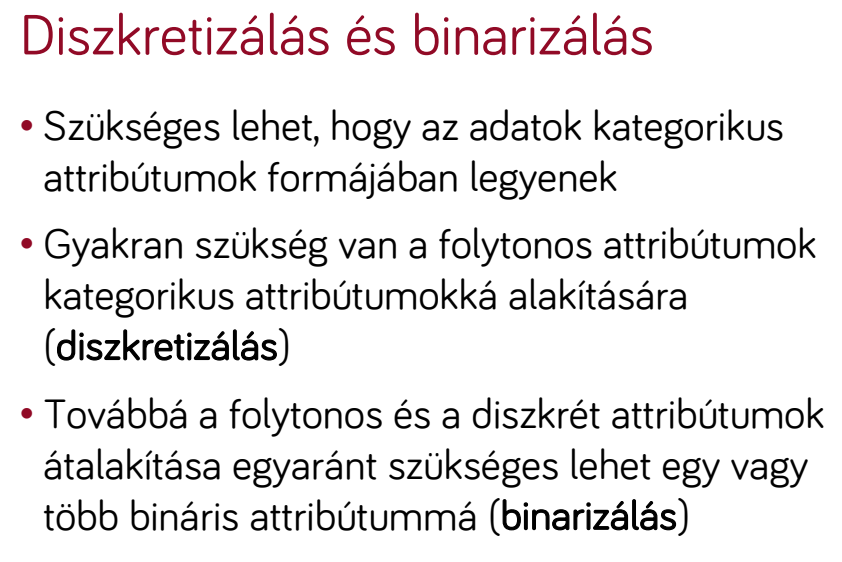 Diszkretizálás és binarizálás
• Szükséges lehet, hogy az adatok kategorikus
attribútumok formájában legyenek
• Gyakran szükség van a folytonos attribútumok
kategorikus attribútumokká alakítására
(diszkretizálás)
• Továbbá a folytonos és a diszkrét attribútumok
átalakítása egyaránt szükséges lehet egy vagy
több bináris attribútummá (binarizálás)